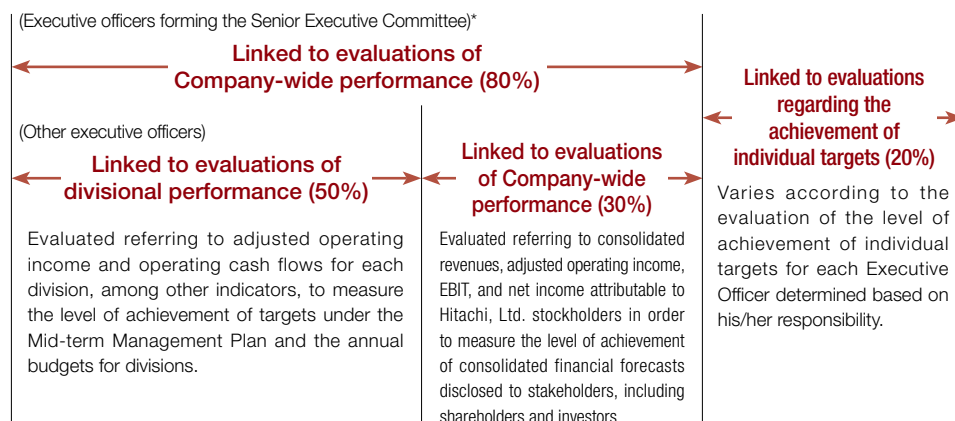 (Executive officers forming the Senior Executive Committee)*
Linked to evaluations of
Company-wide performance (80%)
(Other executive officers)
Linked to evaluations of
divisional performance (50%)
Evaluated referring to adjusted operating
income and operating cash flows for each
division, among other indicators, to measure
the level of achievement of targets under the
Mid-term Management Plan and the annual
budgets for divisions.
Linked to evaluations
of Company-wide
performance (30%)
Evaluated referring to consolidated
revenues, adjusted operating income,
EBIT, and net income attributable to
Hitachi, Ltd. stockholders in order
to measure the level of achievement
of consolidated financial forecasts
disclosed to stakeholders, including
shareholders and investors
Linked to evaluations
regarding the
achievement of
individual targets (20%)
Varies according to the
evaluation of the level of
achievement of individual
targets for each Executive
Officer determined based on
his/her responsibility.